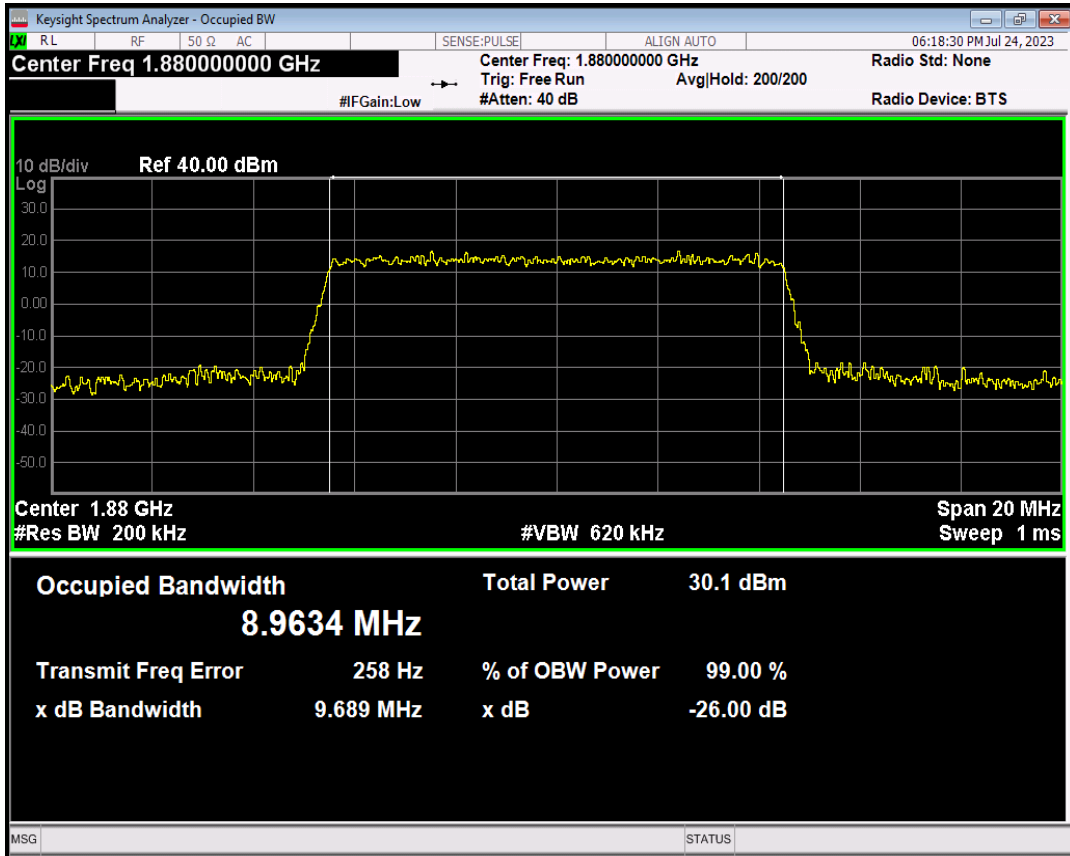 Keysight Spectrum Analyzer - Occupied BW
LXI RL RF 50 Ω AC SENSE:PULSE ALIGN AUTO 06:18:30 PM Jul 24, 2023
Center Freq 1.880000000 GHz Center Freq: 1.880000000 GHz Radio Std: None
Trig: Free Run Avg|Hold: 200/200
#IFGain:Low #Atten: 40 dB Radio Device: BTS
10 dB/div Ref 40.00 dBm
Log
30.0
20.0
10.0
0.00
-10.0
-20.0
-30.0
-40.0
-50.0
Center 1.88 GHz Span 20 MHz
#Res BW 200 kHz #VBW 620 kHz Sweep 1 ms
Occupied Bandwidth Total Power 30.1 dBm
8.9634 MHz
Transmit Freq Error 258 Hz % of OBW Power 99.00 %
x dB Bandwidth 9.689 MHz x dB -26.00 dB
MSG STATUS